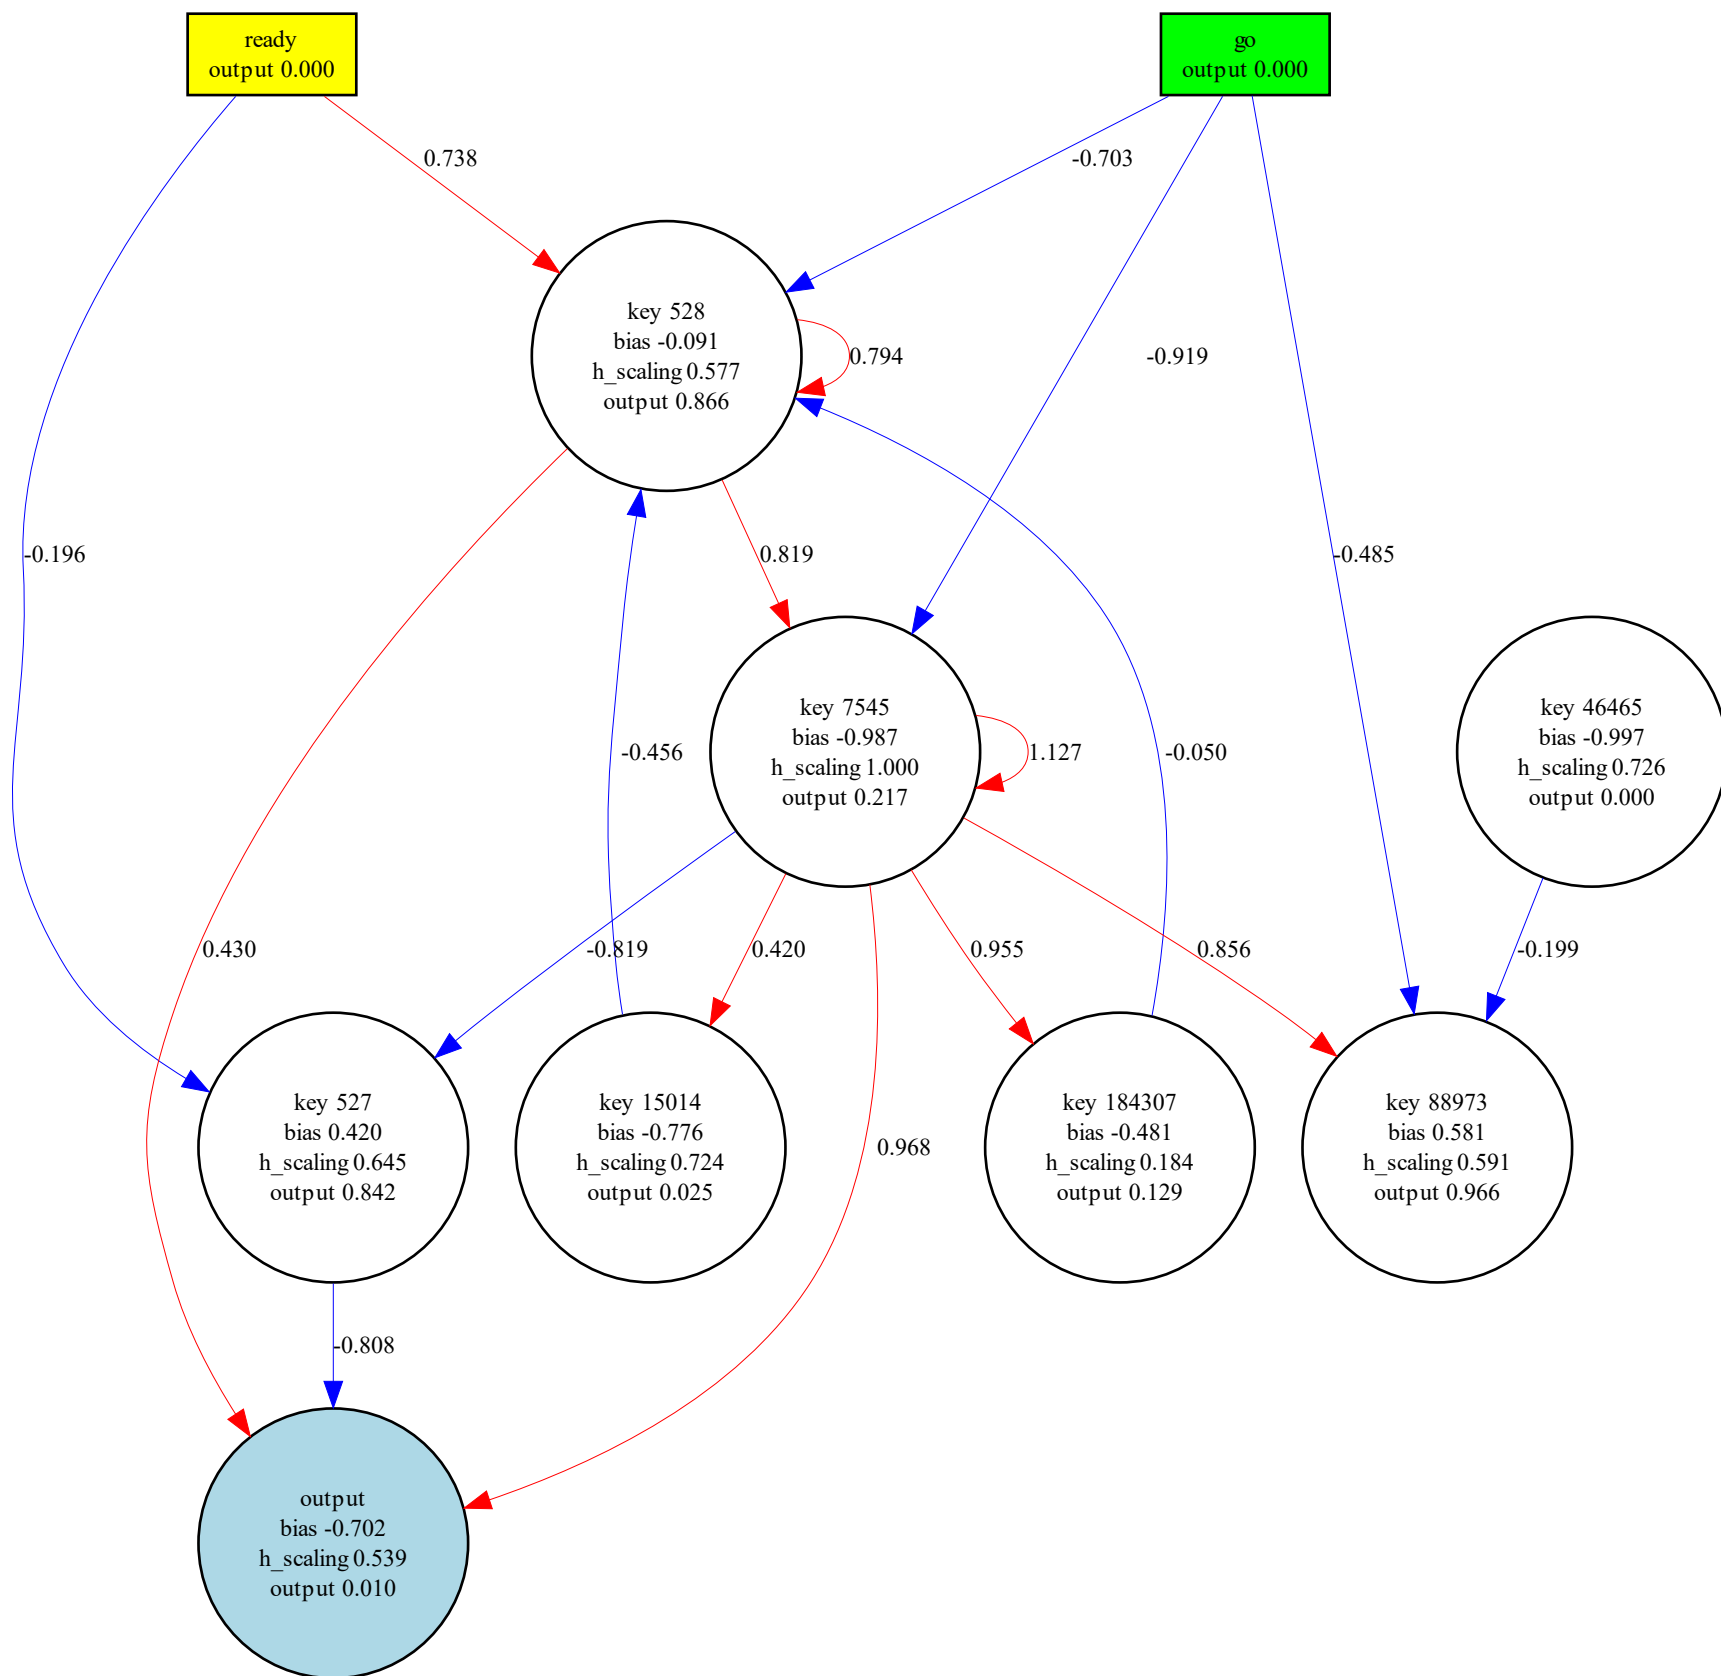 ready
output 0.000
go
output 0.000
0.738
-0.703
key 528
bias -0.091
h_scaling 0.577
output 0.866
0.794
-0.919
-0.196
0.819
-0.485
key 7545
bias -0.987
h_scaling 1.000
output 0.217
1.127
-0.456
-0.050
key 46465
bias -0.997
h_scaling 0.726
output 0.000
0.430
-0.819
0.420
0.955
0.856
-0.199
key 527
bias 0.420
h_scaling 0.645
output 0.842
key 15014
bias -0.776
h_scaling 0.724
output 0.025
0.968
key 184307
bias -0.481
h_scaling 0.184
output 0.129
key 88973
bias 0.581
h_scaling 0.591
output 0.966
-0.808
output
bias -0.702
h_scaling 0.539
output 0.010